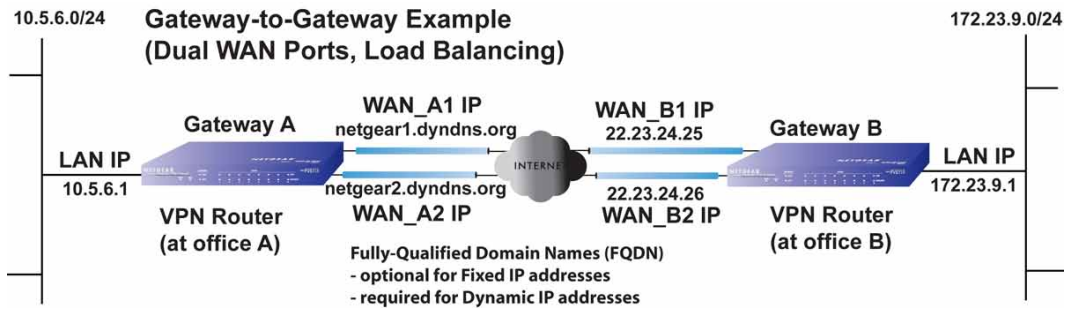 10.5.6.0/24
Gateway-to-Gateway Example
(Dual WAN Ports, Load Balancing)
172.23.9.0/24
WAN_A1 IP
netgear1.dyndns.org
WAN_B1 IP
22.23.24.25
Gateway A
Gateway B
LAN IP
10.5.6.1
NETGEAR
INTERNET
NETGEAR
LAN IP
172.23.9.1
netgear2.dyndns.org
WAN_A2 IP
22.23.24.26
WAN_B2 IP
VPN Router
(at office A)
VPN Router
(at office B)
Fully-Qualified Domain Names (FQDN)
- optional for Fixed IP addresses
- required for Dynamic IP addresses